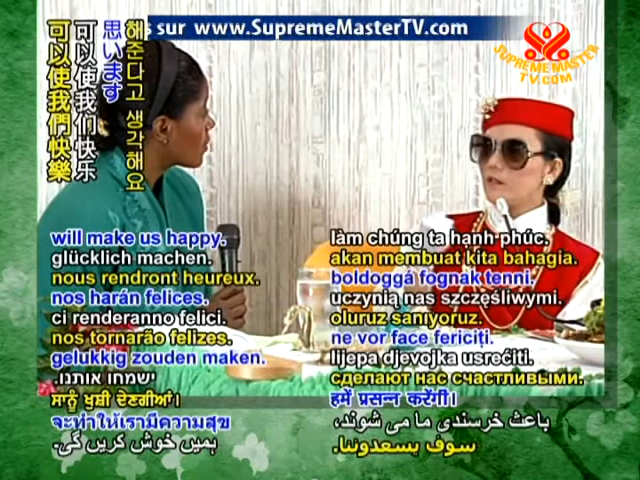 s sur www.SupremeMasterTV.com
SUPREME MASTER
TV.COM
可以使我們快樂
可以使我们快乐
思います
해준다고 생각해요
will make us happy.
glücklich machen.
nous rendront heureux.
nos harán felices.
ci renderanno felici.
nos tornarão felizes.
gelukkig zouden maken.
ישמחו אותנו.
ਸਾਨੂੰ ਖੁਸ਼ੀ ਦੇਣਗੀਆਂ।
จะทำให้เรามีความสุข
ہمیں خوش کریں گی۔
làm chúng ta hạnh phúc.
akan membuat kita bahagia.
boldoggá fognak tenni.
uczynią nas szczęśliwymi.
oluruz sanıyoruz.
ne vor face fericiţi.
lijepa djevojka usrećiti.
сделают нас счастливыми.
हमें प्रसन्न करेंगी।
باعث خرسندی ما می شوند،
سوف يسعدوننا.